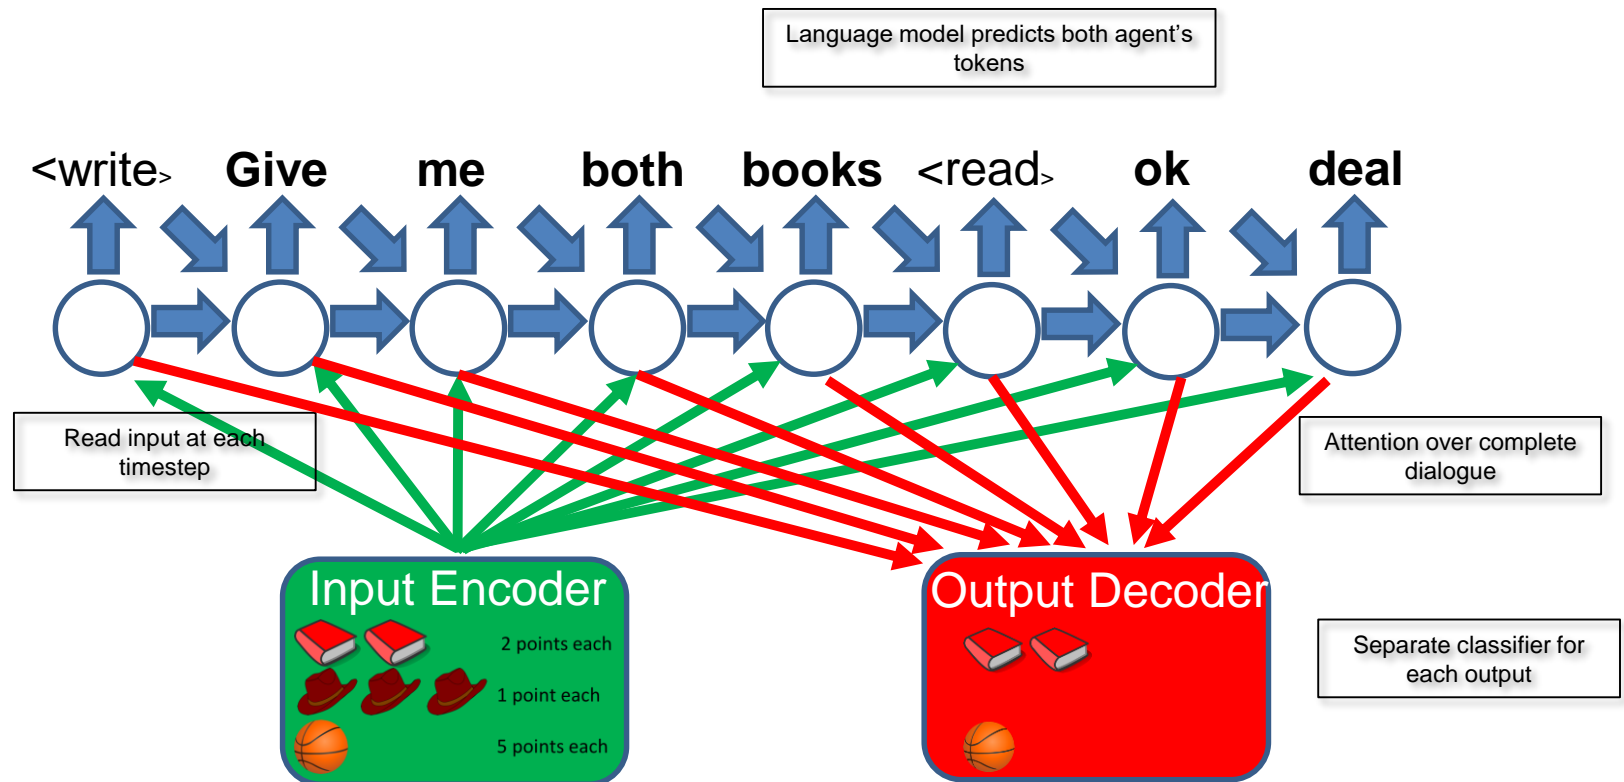 Language model predicts both agent's
tokens
<write> Give me both books <read> ok deal
Read input at each
timestep
Attention over complete
dialogue
Input Encoder
2 points each
1 point each
5 points each
Output Decoder
Separate classifier for
each output